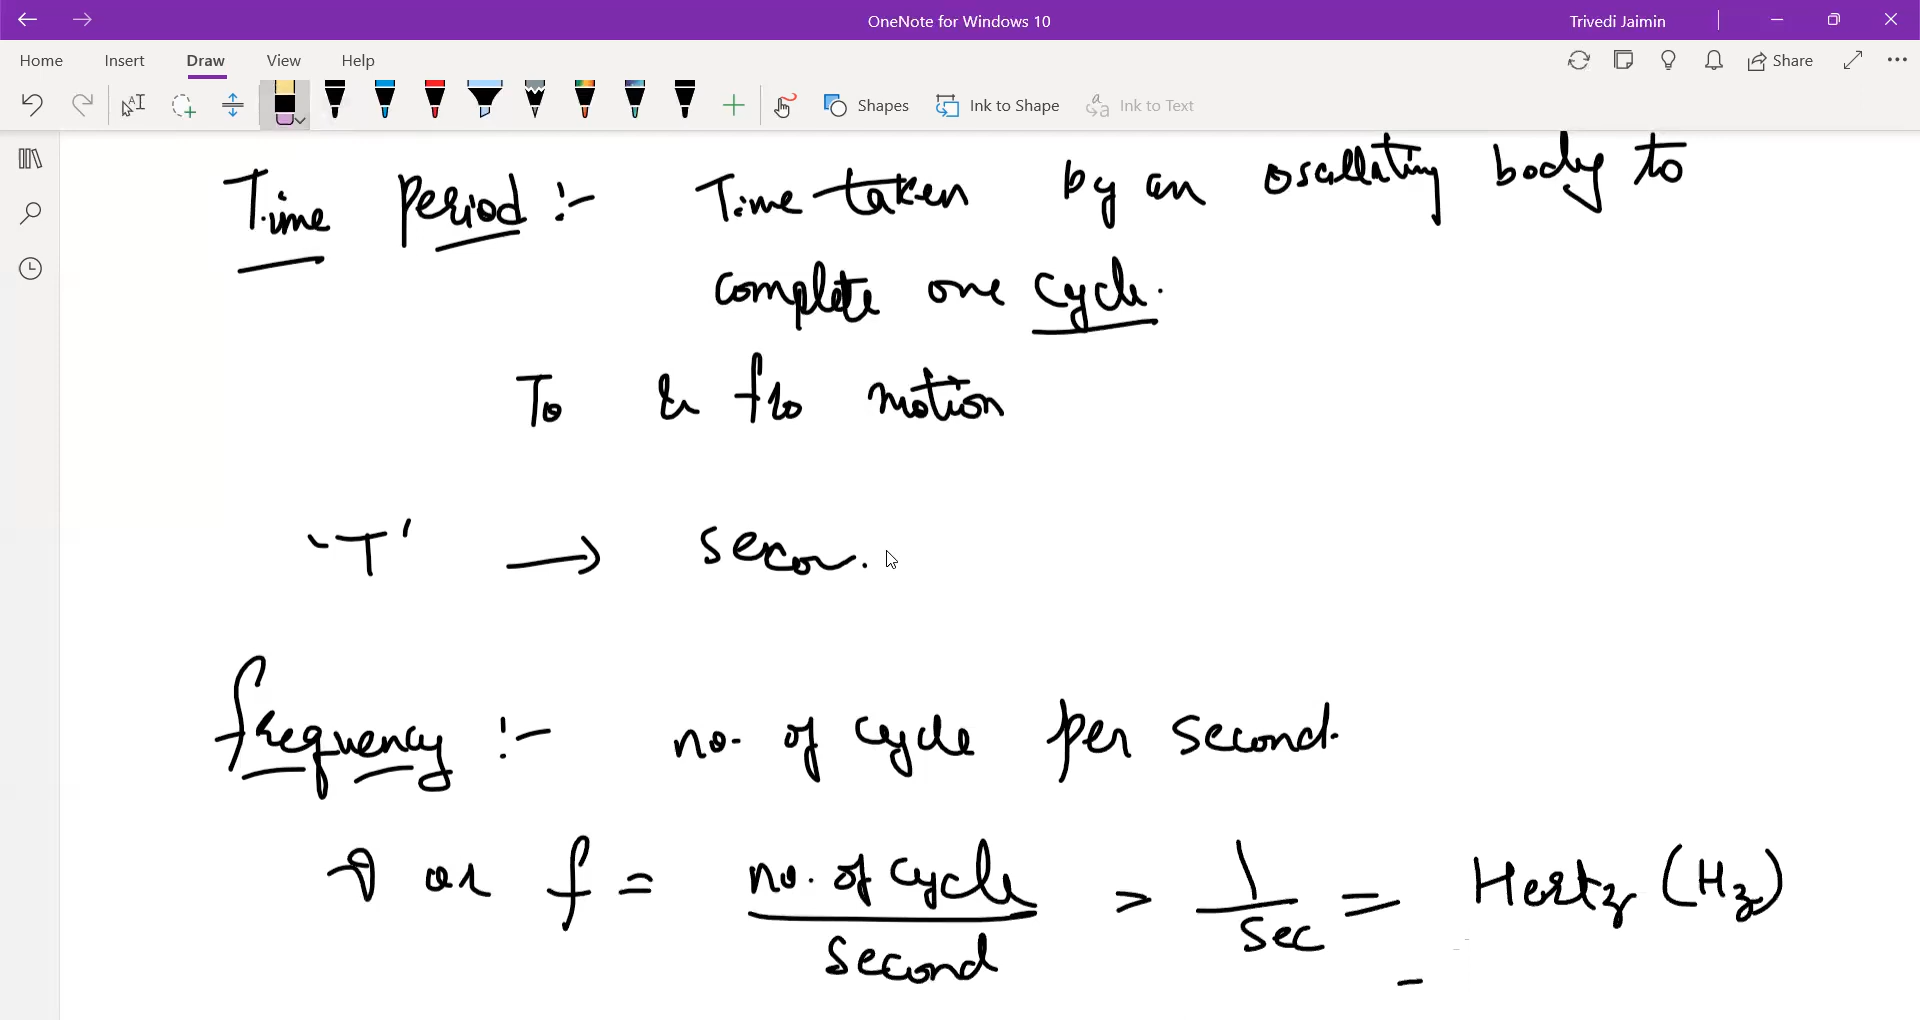 OneNote for Windows 10
Trivedi Jaimin
Home Insert Draw View Help
Share
Shapes Ink to Shape Ink to Text
Time Period :- Time taken by an oscillating body to
complete one cycle.
To & fro motion
'T' → secon.
frequency :- no. of cycle per second.
or f = no. of cycle / second = 1 / sec = Hertz (Hz)